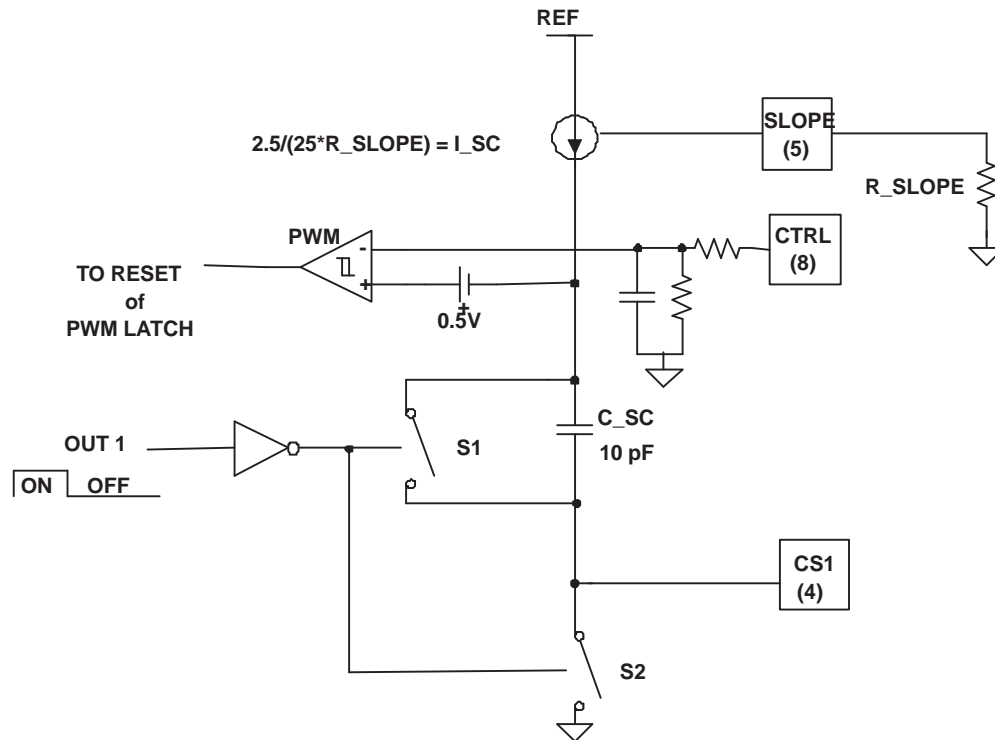 REF
2.5/(25*R_SLOPE) = I_SC
SLOPE
(5)
R_SLOPE
PWM
-
+
CTRL
(8)
TO RESET
of
PWM LATCH
+
0.5V
C_SC
10 pF
OUT 1
S1
ON OFF
CS1
(4)
S2